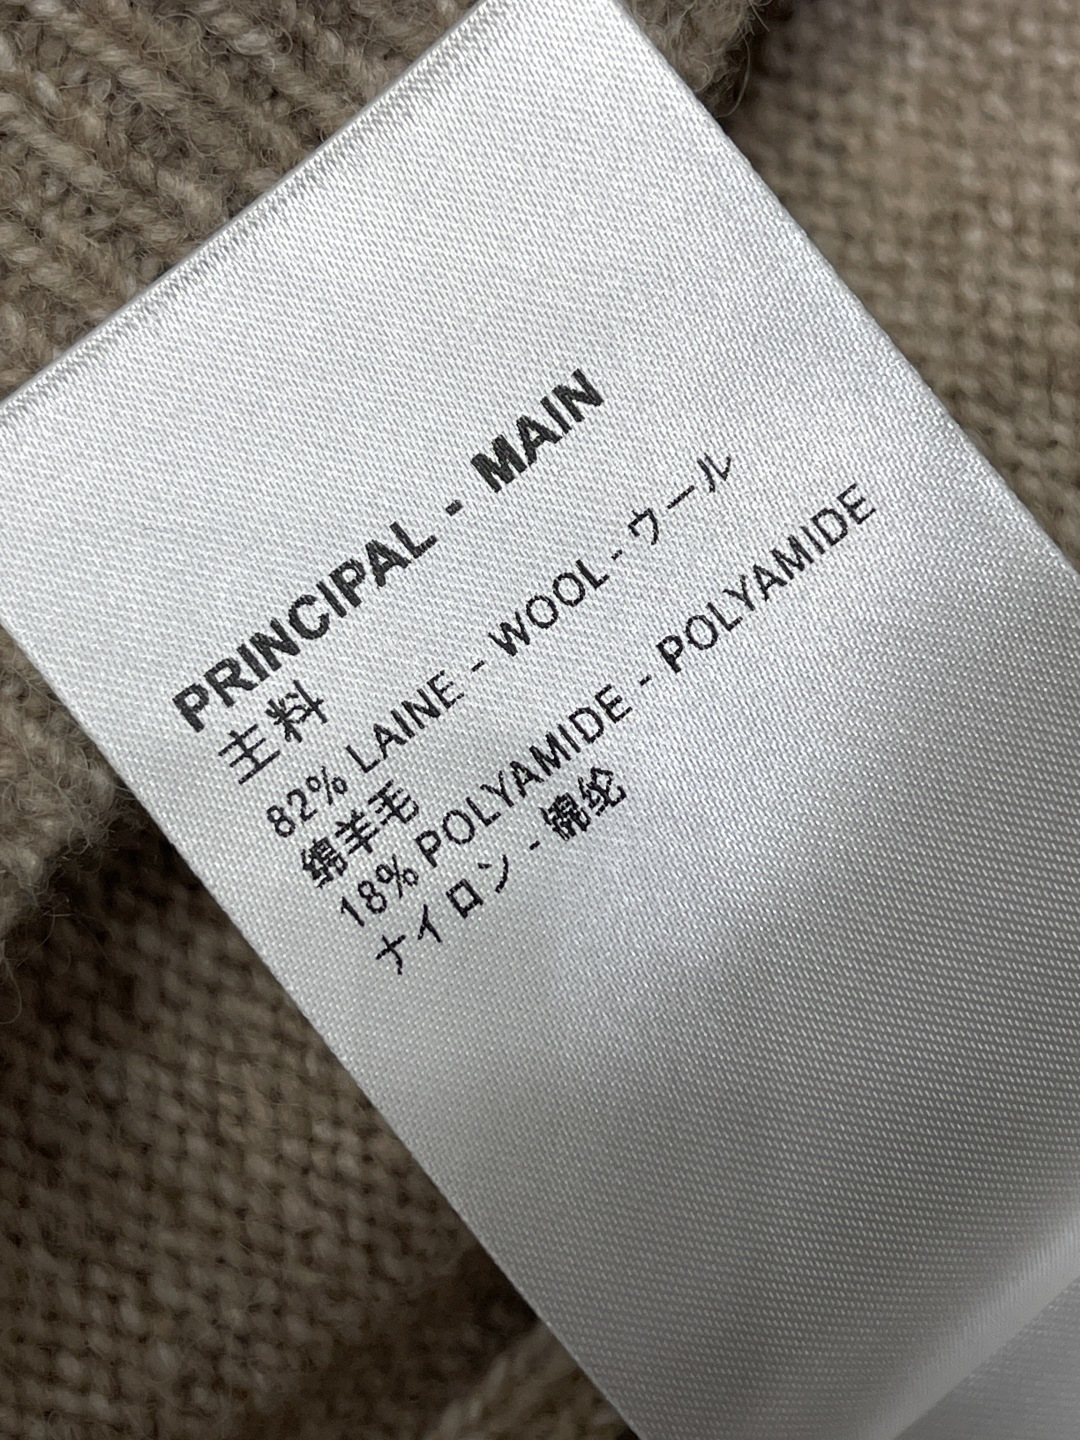 PRINCIPAL - MAIN
主料
82% LAINE - WOOL - ウール
绵羊毛
18% POLYAMIDE - POLYAMIDE
ナイロン - 锦纶